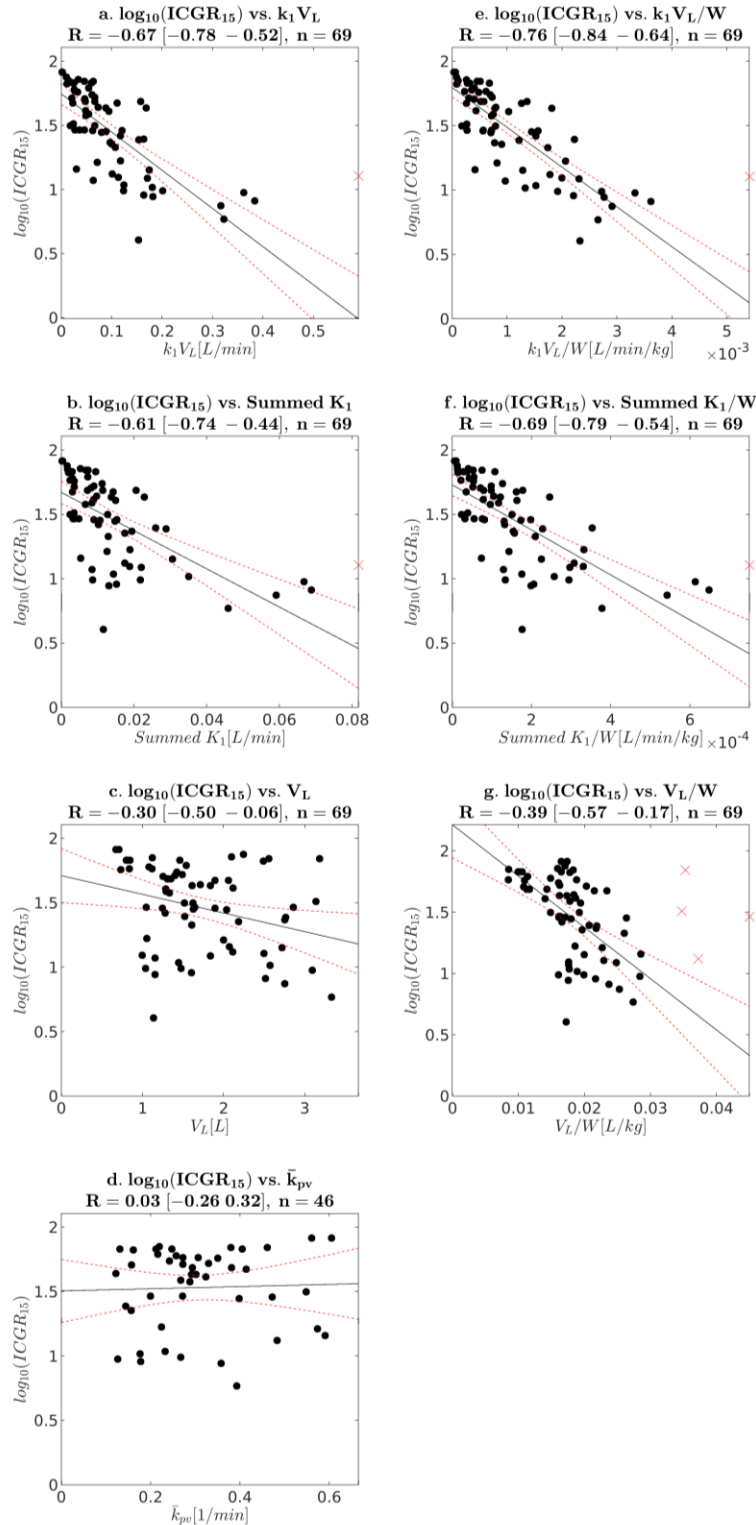 a. log₁₀(ICGR₁₅) vs. k₁V_L
R = −0.67 [−0.78 −0.52], n = 69
2
1.5
1
0.5
0
log₁₀(ICGR₁₅)
0 0.1 0.2 0.3 0.4 0.5
k₁V_L[L/min]
e. log₁₀(ICGR₁₅) vs. k₁V_L/W
R = −0.76 [−0.84 −0.64], n = 69
2
1.5
1
0.5
0
log₁₀(ICGR₁₅)
0 1 2 3 4 5
k₁V_L/W[L/min/kg] ×10⁻³
b. log₁₀(ICGR₁₅) vs. Summed K₁
R = −0.61 [−0.74 −0.44], n = 69
2
1.5
1
0.5
0
log₁₀(ICGR₁₅)
0 0.02 0.04 0.06 0.08
Summed K₁[L/min]
f. log₁₀(ICGR₁₅) vs. Summed K₁/W
R = −0.69 [−0.79 −0.54], n = 69
2
1.5
1
0.5
0
log₁₀(ICGR₁₅)
0 2 4 6
Summed K₁/W[L/min/kg] ×10⁻⁴
c. log₁₀(ICGR₁₅) vs. V_L
R = −0.30 [−0.50 −0.06], n = 69
2
1.5
1
0.5
0
log₁₀(ICGR₁₅)
0 1 2 3
V_L[L]
g. log₁₀(ICGR₁₅) vs. V_L/W
R = −0.39 [−0.57 −0.17], n = 69
2
1.5
1
0.5
0
log₁₀(ICGR₁₅)
0 0.01 0.02 0.03 0.04
V_L/W[L/kg]
d. log₁₀(ICGR₁₅) vs. k̄_pv
R = 0.03 [−0.26 0.32], n = 46
2
1.5
1
0.5
0
log₁₀(ICGR₁₅)
0 0.2 0.4 0.6
k̄_pv[1/min]